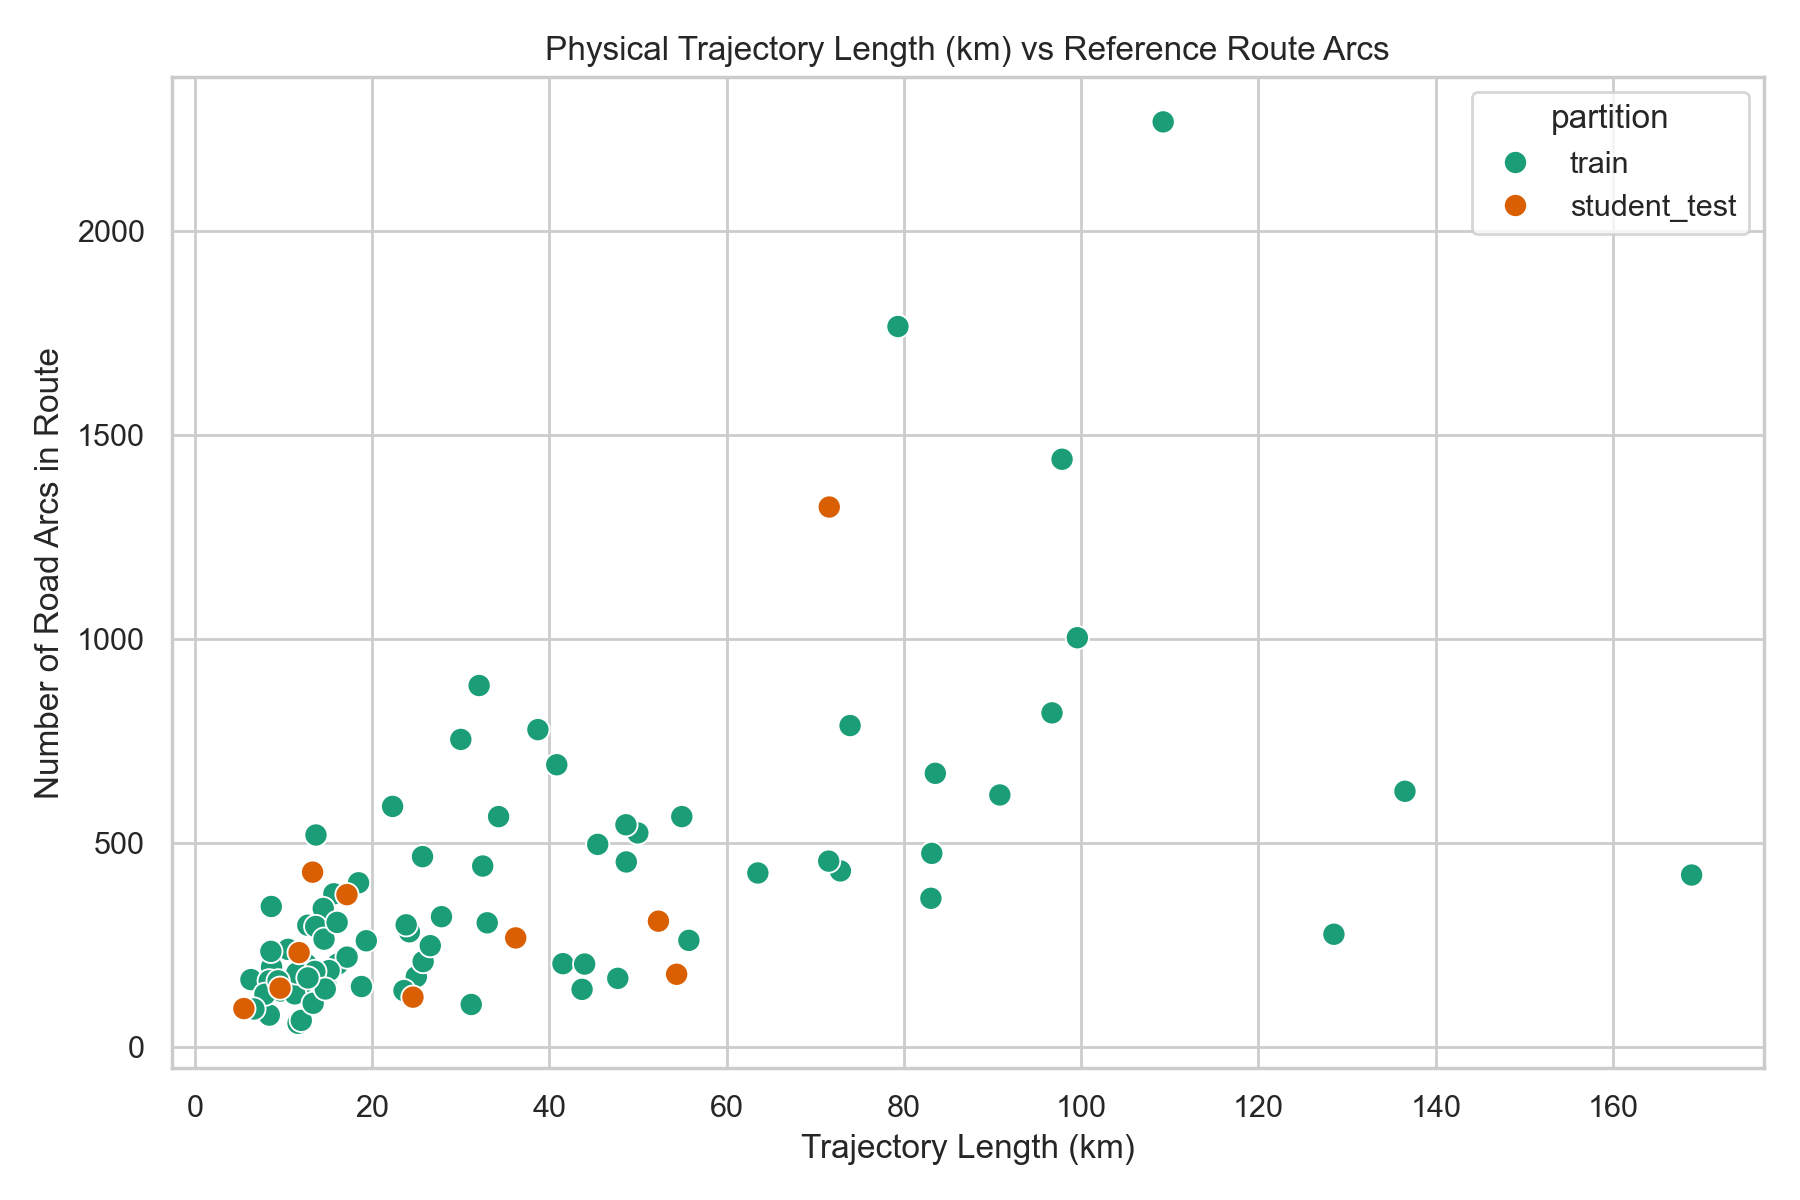 Physical Trajectory Length (km) vs Reference Route Arcs
partition
train
student_test
Number of Road Arcs in Route
2000
1500
1000
500
0
0 20 40 60 80 100 120 140 160
Trajectory Length (km)